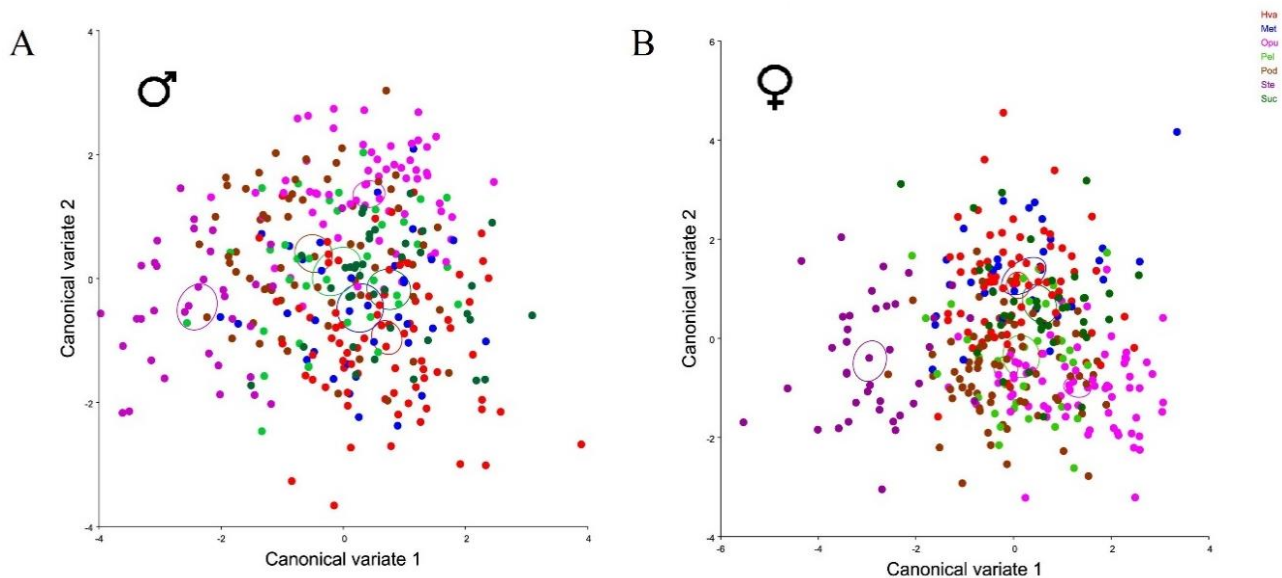 A
♂
4
2
0
-2
-4
Canonical variate 2
-4 -2 0 2 4
Canonical variate 1
B
♀
6
4
2
0
-2
-4
Canonical variate 2
-6 -4 -2 0 2 4
Canonical variate 1
Hva
Met
Opu
Pel
Pod
Ste
Suc